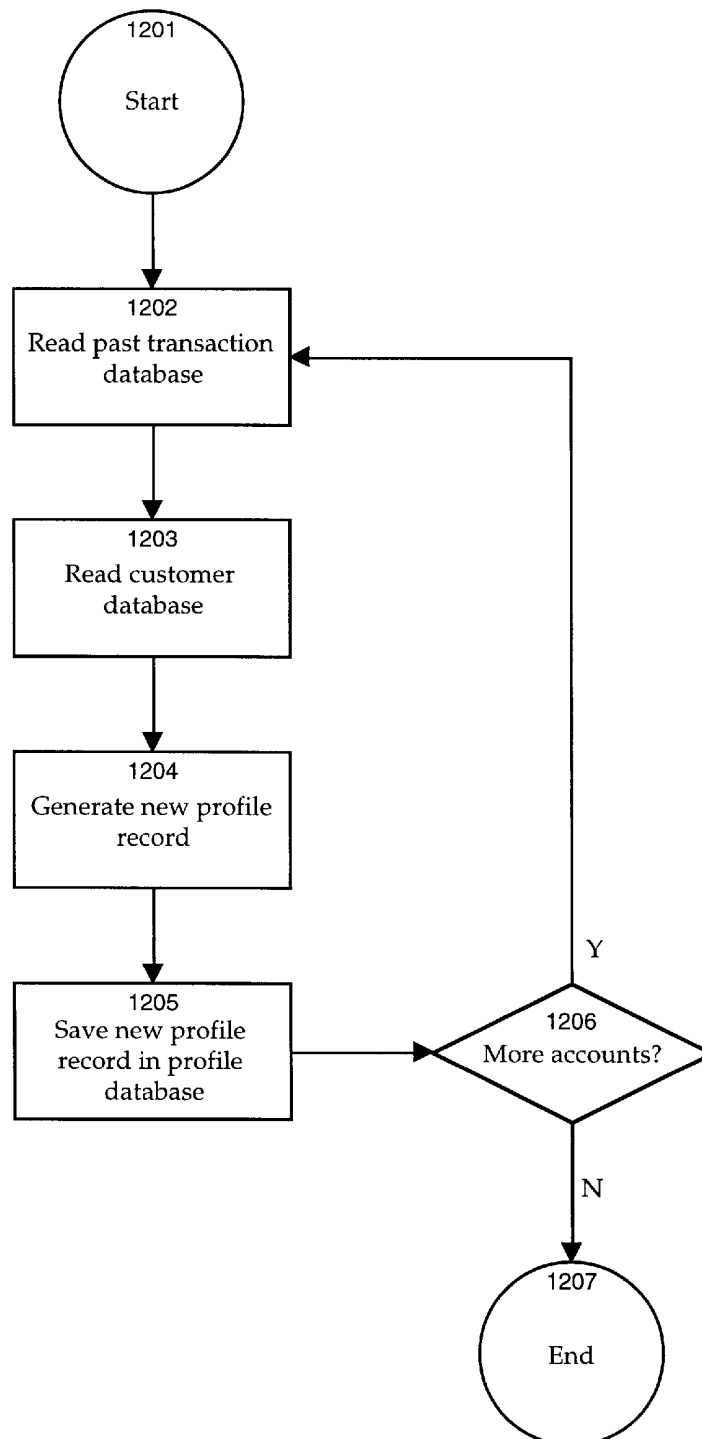 1201
Start
1202
Read past transaction
database
1203
Read customer
database
1204
Generate new profile
record
1205
Save new profile
record in profile
database
Y
1206
More accounts?
N
1207
End